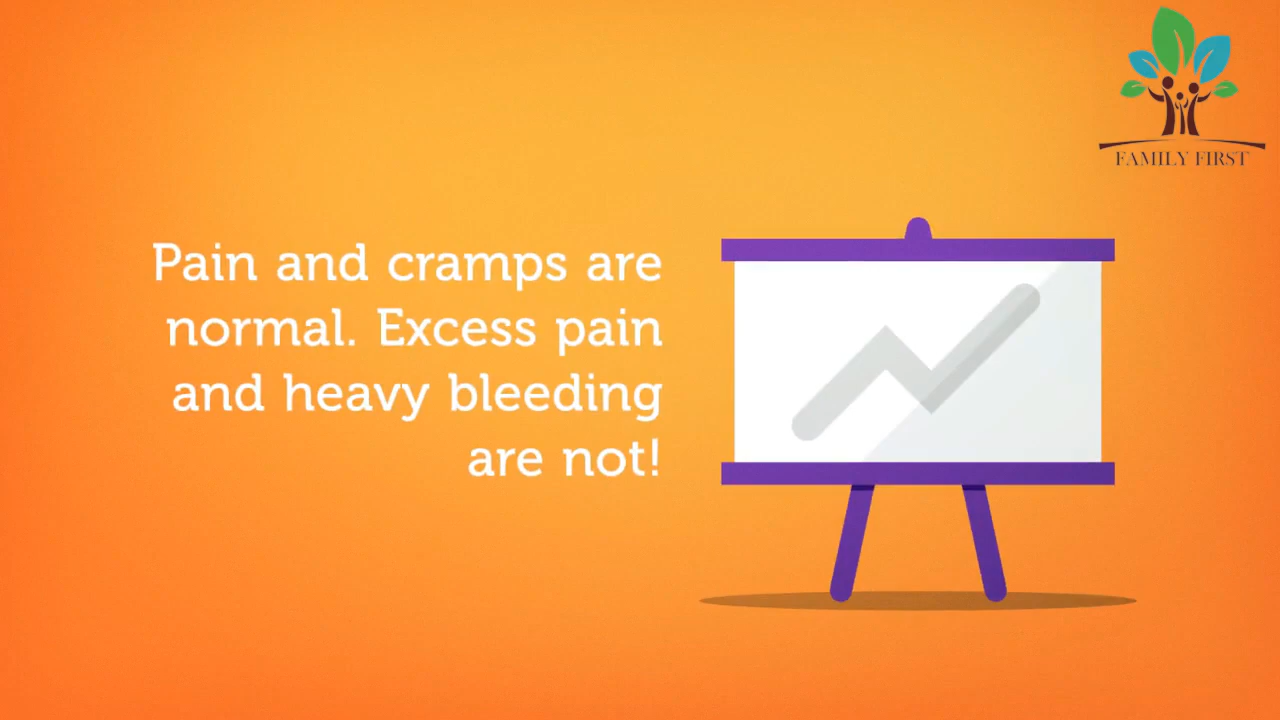 FAMILY FIRST
Pain and cramps are
normal. Excess pain
and heavy bleeding
are not!